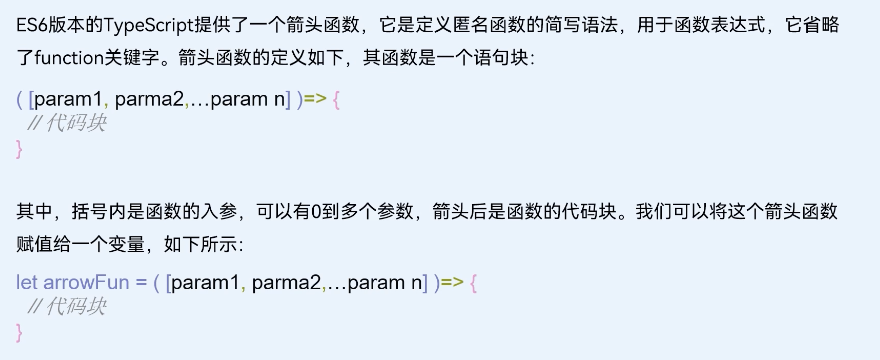 ES6版本的TypeScript提供了一个箭头函数，它是定义匿名函数的简写语法，用于函数表达式，它省略
了function关键字。箭头函数的定义如下，其函数是一个语句块：
( [param1, parma2,…param n] )=> {
// 代码块
}
其中，括号内是函数的入参，可以有0到多个参数，箭头后是函数的代码块。我们可以将这个箭头函数
赋值给一个变量，如下所示：
let arrowFun = ( [param1, parma2,…param n] )=> {
// 代码块
}